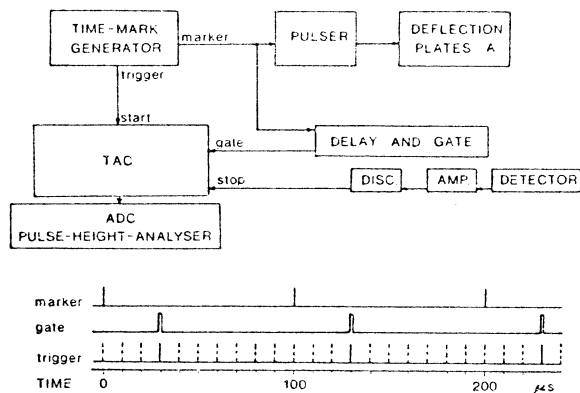 TIME-MARK
GENERATOR
marker
PULSER
DEFLECTION
PLATES A
trigger
start
TAC
gate
DELAY AND GATE
stop
DISC
AMP.
DETECTOR
ADC
PULSE-HEIGHT-ANALYSER
marker
gate
trigger
TIME 0 100 200 µs